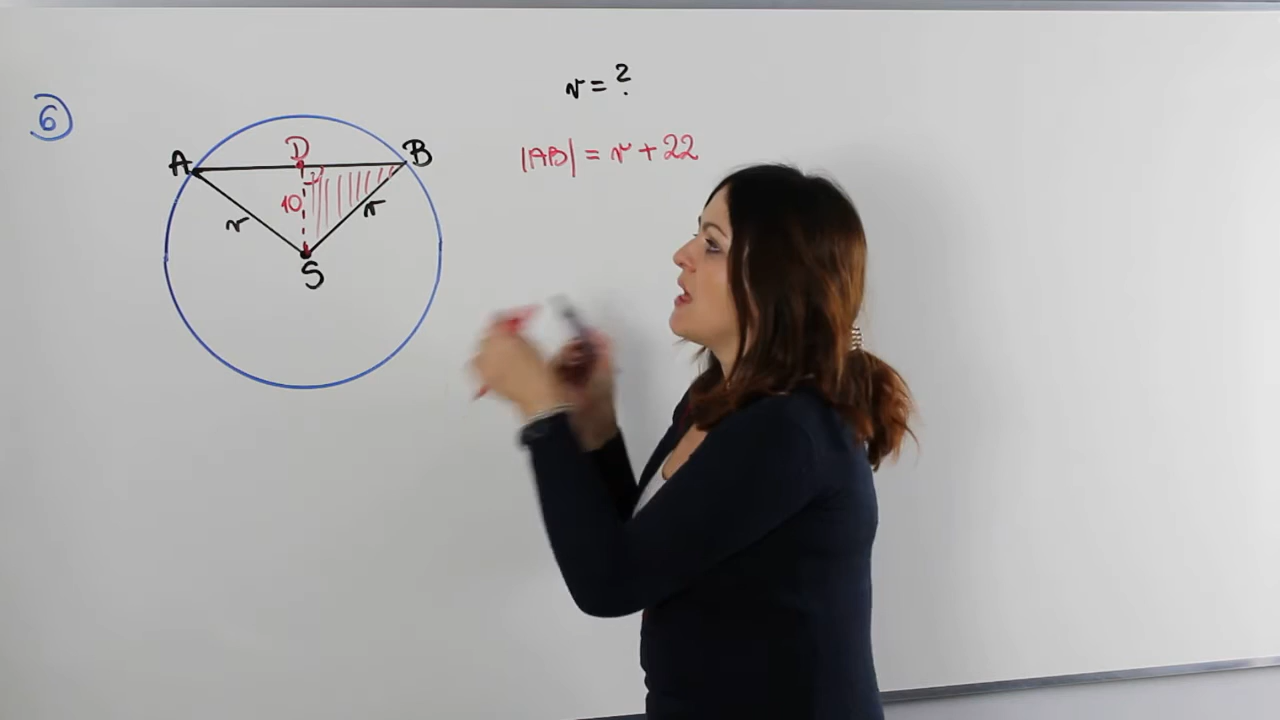 6
r = ?
|AB| = r + 22
D
A
B
10
r
r
S